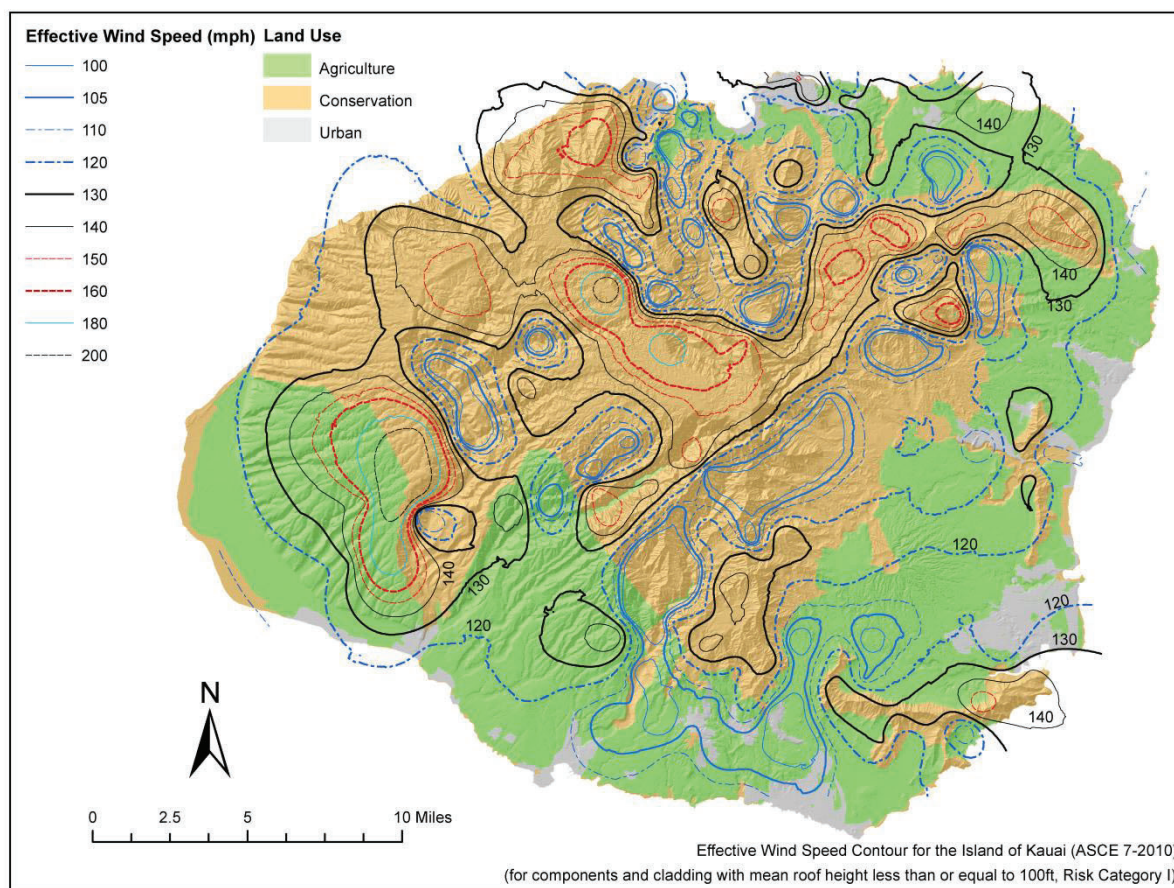 Effective Wind Speed (mph)
100
105
110
120
130
140
150
160
180
200
Land Use
Agriculture
Conservation
Urban
140
130
140
130
120
120
130
140
140
130
120
N
0 2.5 5 10 Miles
Effective Wind Speed Contour for the Island of Kauai (ASCE 7-2010)
(for components and cladding with mean roof height less than or equal to 100ft, Risk Category I)